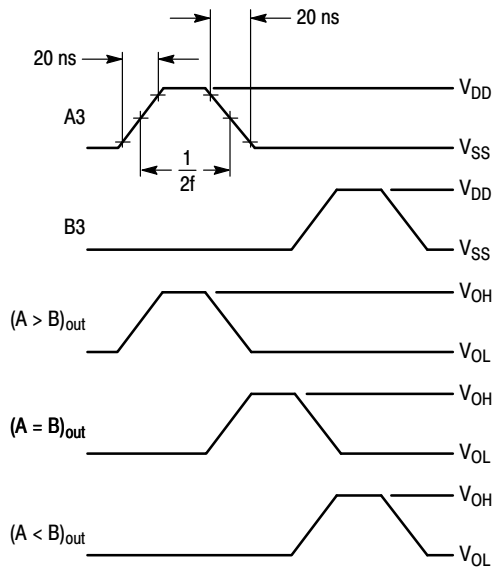 20 ns
20 ns
A3
V_DD
V_SS
1
2f
B3
V_DD
V_SS
(A > B)_out
V_OH
V_OL
(A = B)_out
V_OH
V_OL
(A < B)_out
V_OH
V_OL